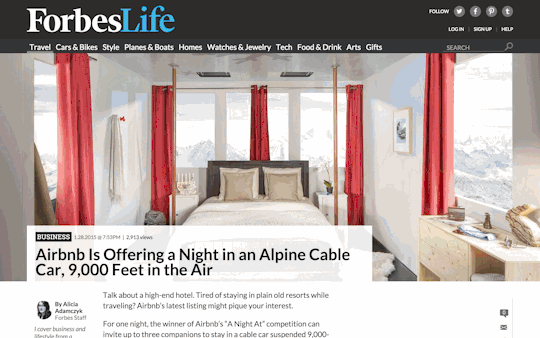 ForbesLife
FOLLOW
LOG IN | SIGN UP | HELP
Travel Cars & Bikes Style Planes & Boats Homes Watches & Jewelry Tech Food & Drink Arts Gifts
SEARCH
BUSINESS 1.28.2015 @ 7:53PM | 2,913 views
Airbnb Is Offering a Night in an Alpine Cable
Car, 9,000 Feet in the Air
By Alicia
Adamczyk
Forbes Staff
I cover business and
lifestyle from a
Talk about a high-end hotel. Tired of staying in plain old resorts while
traveling? Airbnb's latest listing might pique your interest.
For one night, the winner of Airbnb's "A Night At" competition can
invite up to three companions to stay in a cable car suspended 9,000-